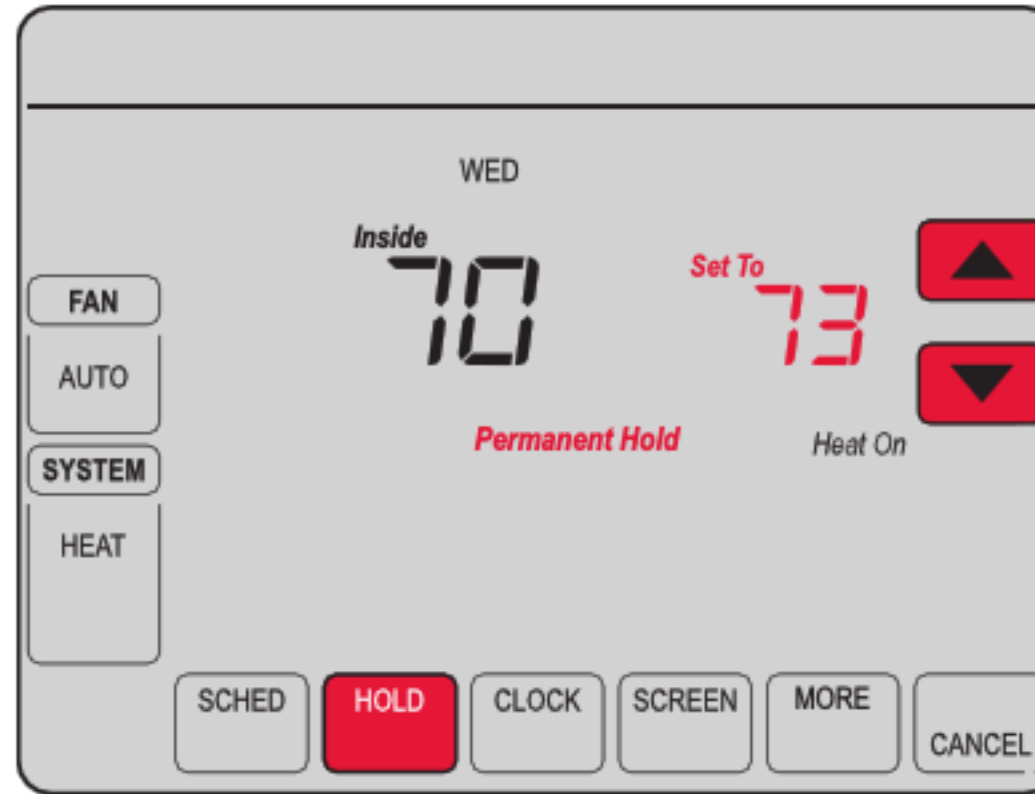 WED
Inside
70
Set To
73
FAN
AUTO
Permanent Hold
Heat On
SYSTEM
HEAT
SCHED
HOLD
CLOCK
SCREEN
MORE
CANCEL